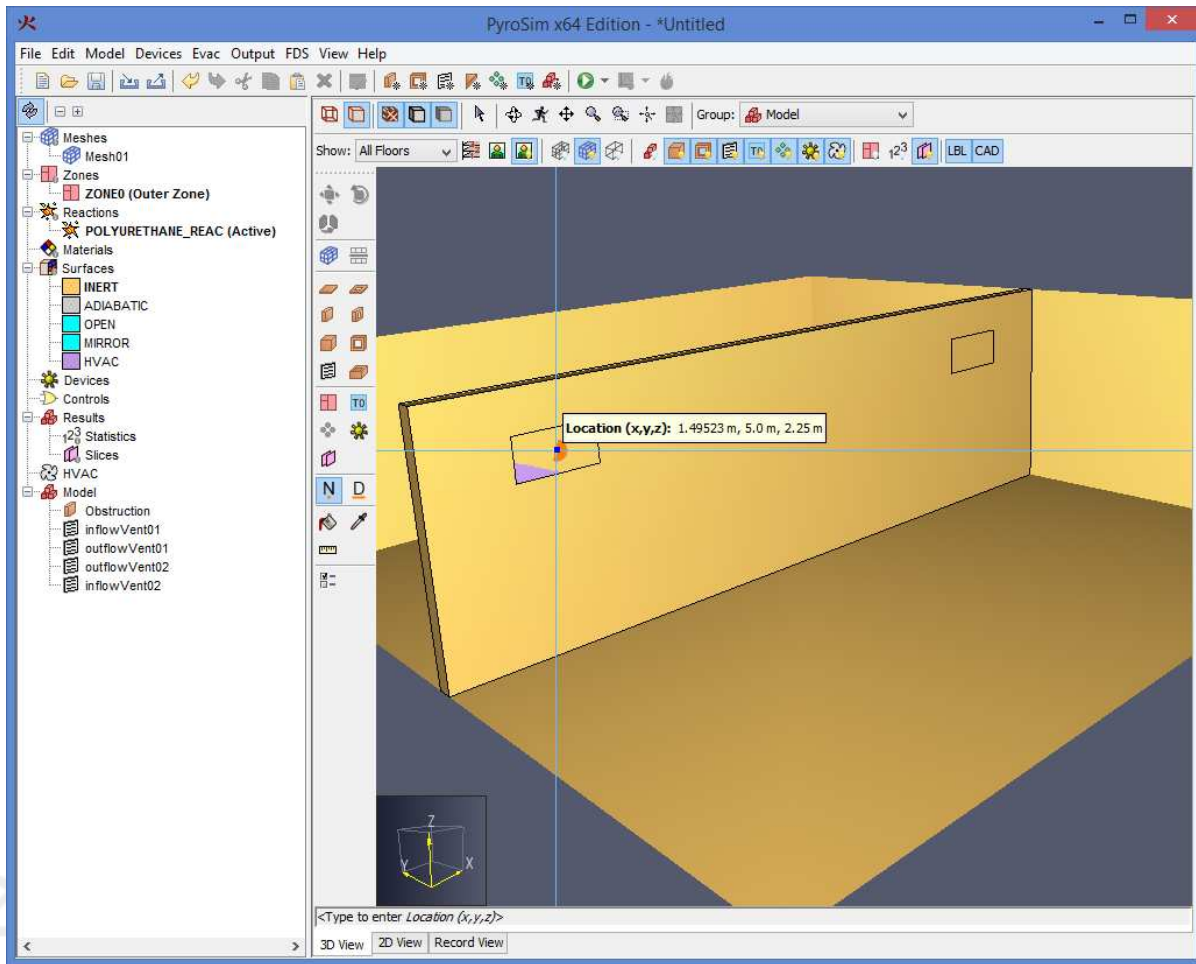 火
PyroSim x64 Edition - *Untitled
File Edit Model Devices Evac Output FDS View Help
Group: Model
Show: All Floors
LBL CAD
Meshes
Mesh01
Zones
ZONE0 (Outer Zone)
Reactions
POLYURETHANE_REAC (Active)
Materials
Surfaces
INERT
ADIABATIC
OPEN
MIRROR
HVAC
Devices
Controls
Results
Statistics
Slices
HVAC
Model
Obstruction
inflowVent01
outflowVent01
outflowVent02
inflowVent02
N D
Location (x,y,z): 1.49523 m, 5.0 m, 2.25 m
Z
Y X
<Type to enter Location (x,y,z)>
3D View 2D View Record View